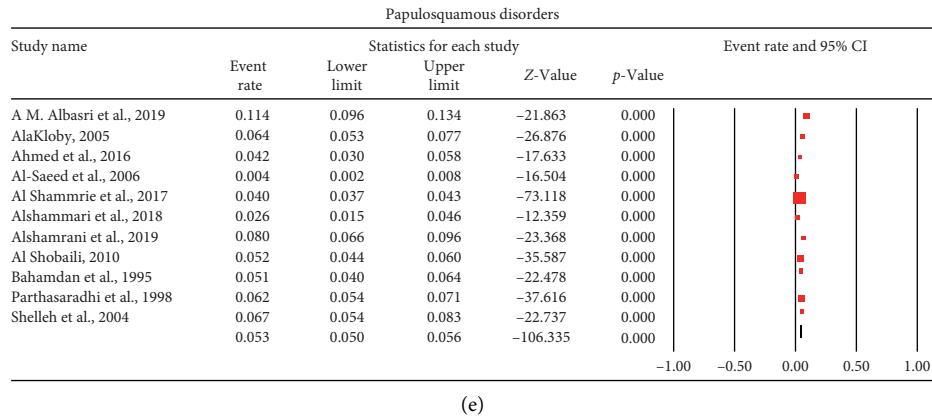 Papulosquamous disorders
Study name Statistics for each study Event rate and 95% CI
Event rate Lower limit Upper limit Z-Value p-Value
A M. Albasri et al., 2019 0.114 0.096 0.134 –21.863 0.000
AlaKloby, 2005 0.064 0.053 0.077 –26.876 0.000
Ahmed et al., 2016 0.042 0.030 0.058 –17.633 0.000
Al-Saeed et al., 2006 0.004 0.002 0.008 –16.504 0.000
Al Shammrie et al., 2017 0.040 0.037 0.043 –73.118 0.000
Alshammari et al., 2018 0.026 0.015 0.046 –12.359 0.000
Alshamrani et al., 2019 0.080 0.066 0.096 –23.368 0.000
Al Shobaili, 2010 0.052 0.044 0.060 –35.587 0.000
Bahamdan et al., 1995 0.051 0.040 0.064 –22.478 0.000
Parthasaradhi et al., 1998 0.062 0.054 0.071 –37.616 0.000
Shelleh et al., 2004 0.067 0.054 0.083 –22.737 0.000
0.053 0.050 0.056 –106.335 0.000
–1.00 –0.50 0.00 0.50 1.00
(e)